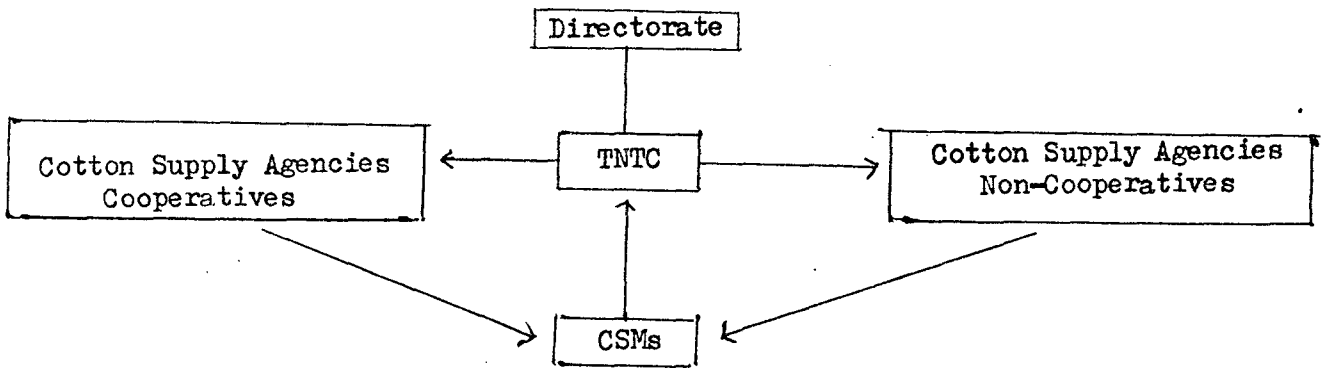 Directorate
Cotton Supply Agencies
Cooperatives
TNTC
Cotton Supply Agencies
Non-Cooperatives
CSMs